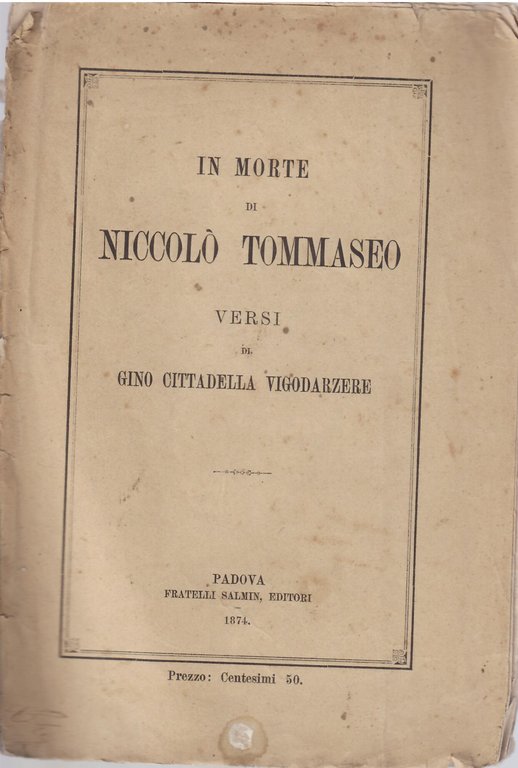 IN MORTE
DI
NICCOLÒ TOMMASEO
VERSI
DI
GINO CITTADELLA VIGODARZERE
PADOVA
FRATELLI SALMIN, EDITORI
1874.
Prezzo: Centesimi 50.